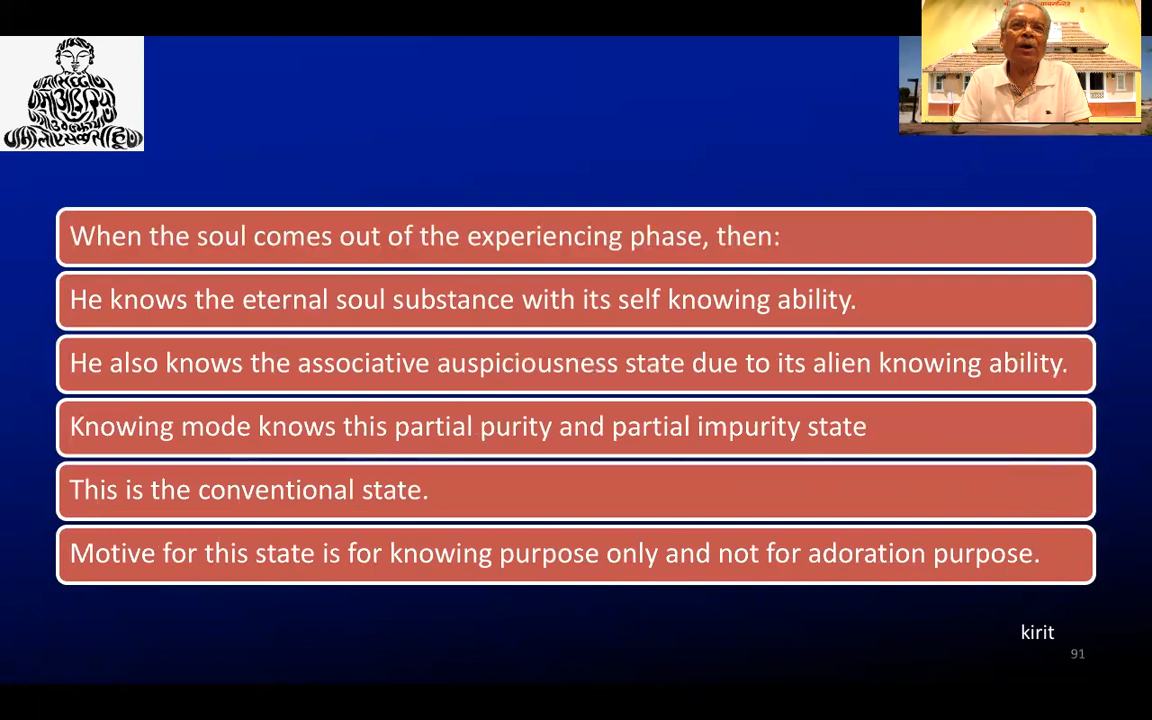 When the soul comes out of the experiencing phase, then:
He knows the eternal soul substance with its self knowing ability.
He also knows the associative auspiciousness state due to its alien knowing ability.
Knowing mode knows this partial purity and partial impurity state
This is the conventional state.
Motive for this state is for knowing purpose only and not for adoration purpose.
kirit
91